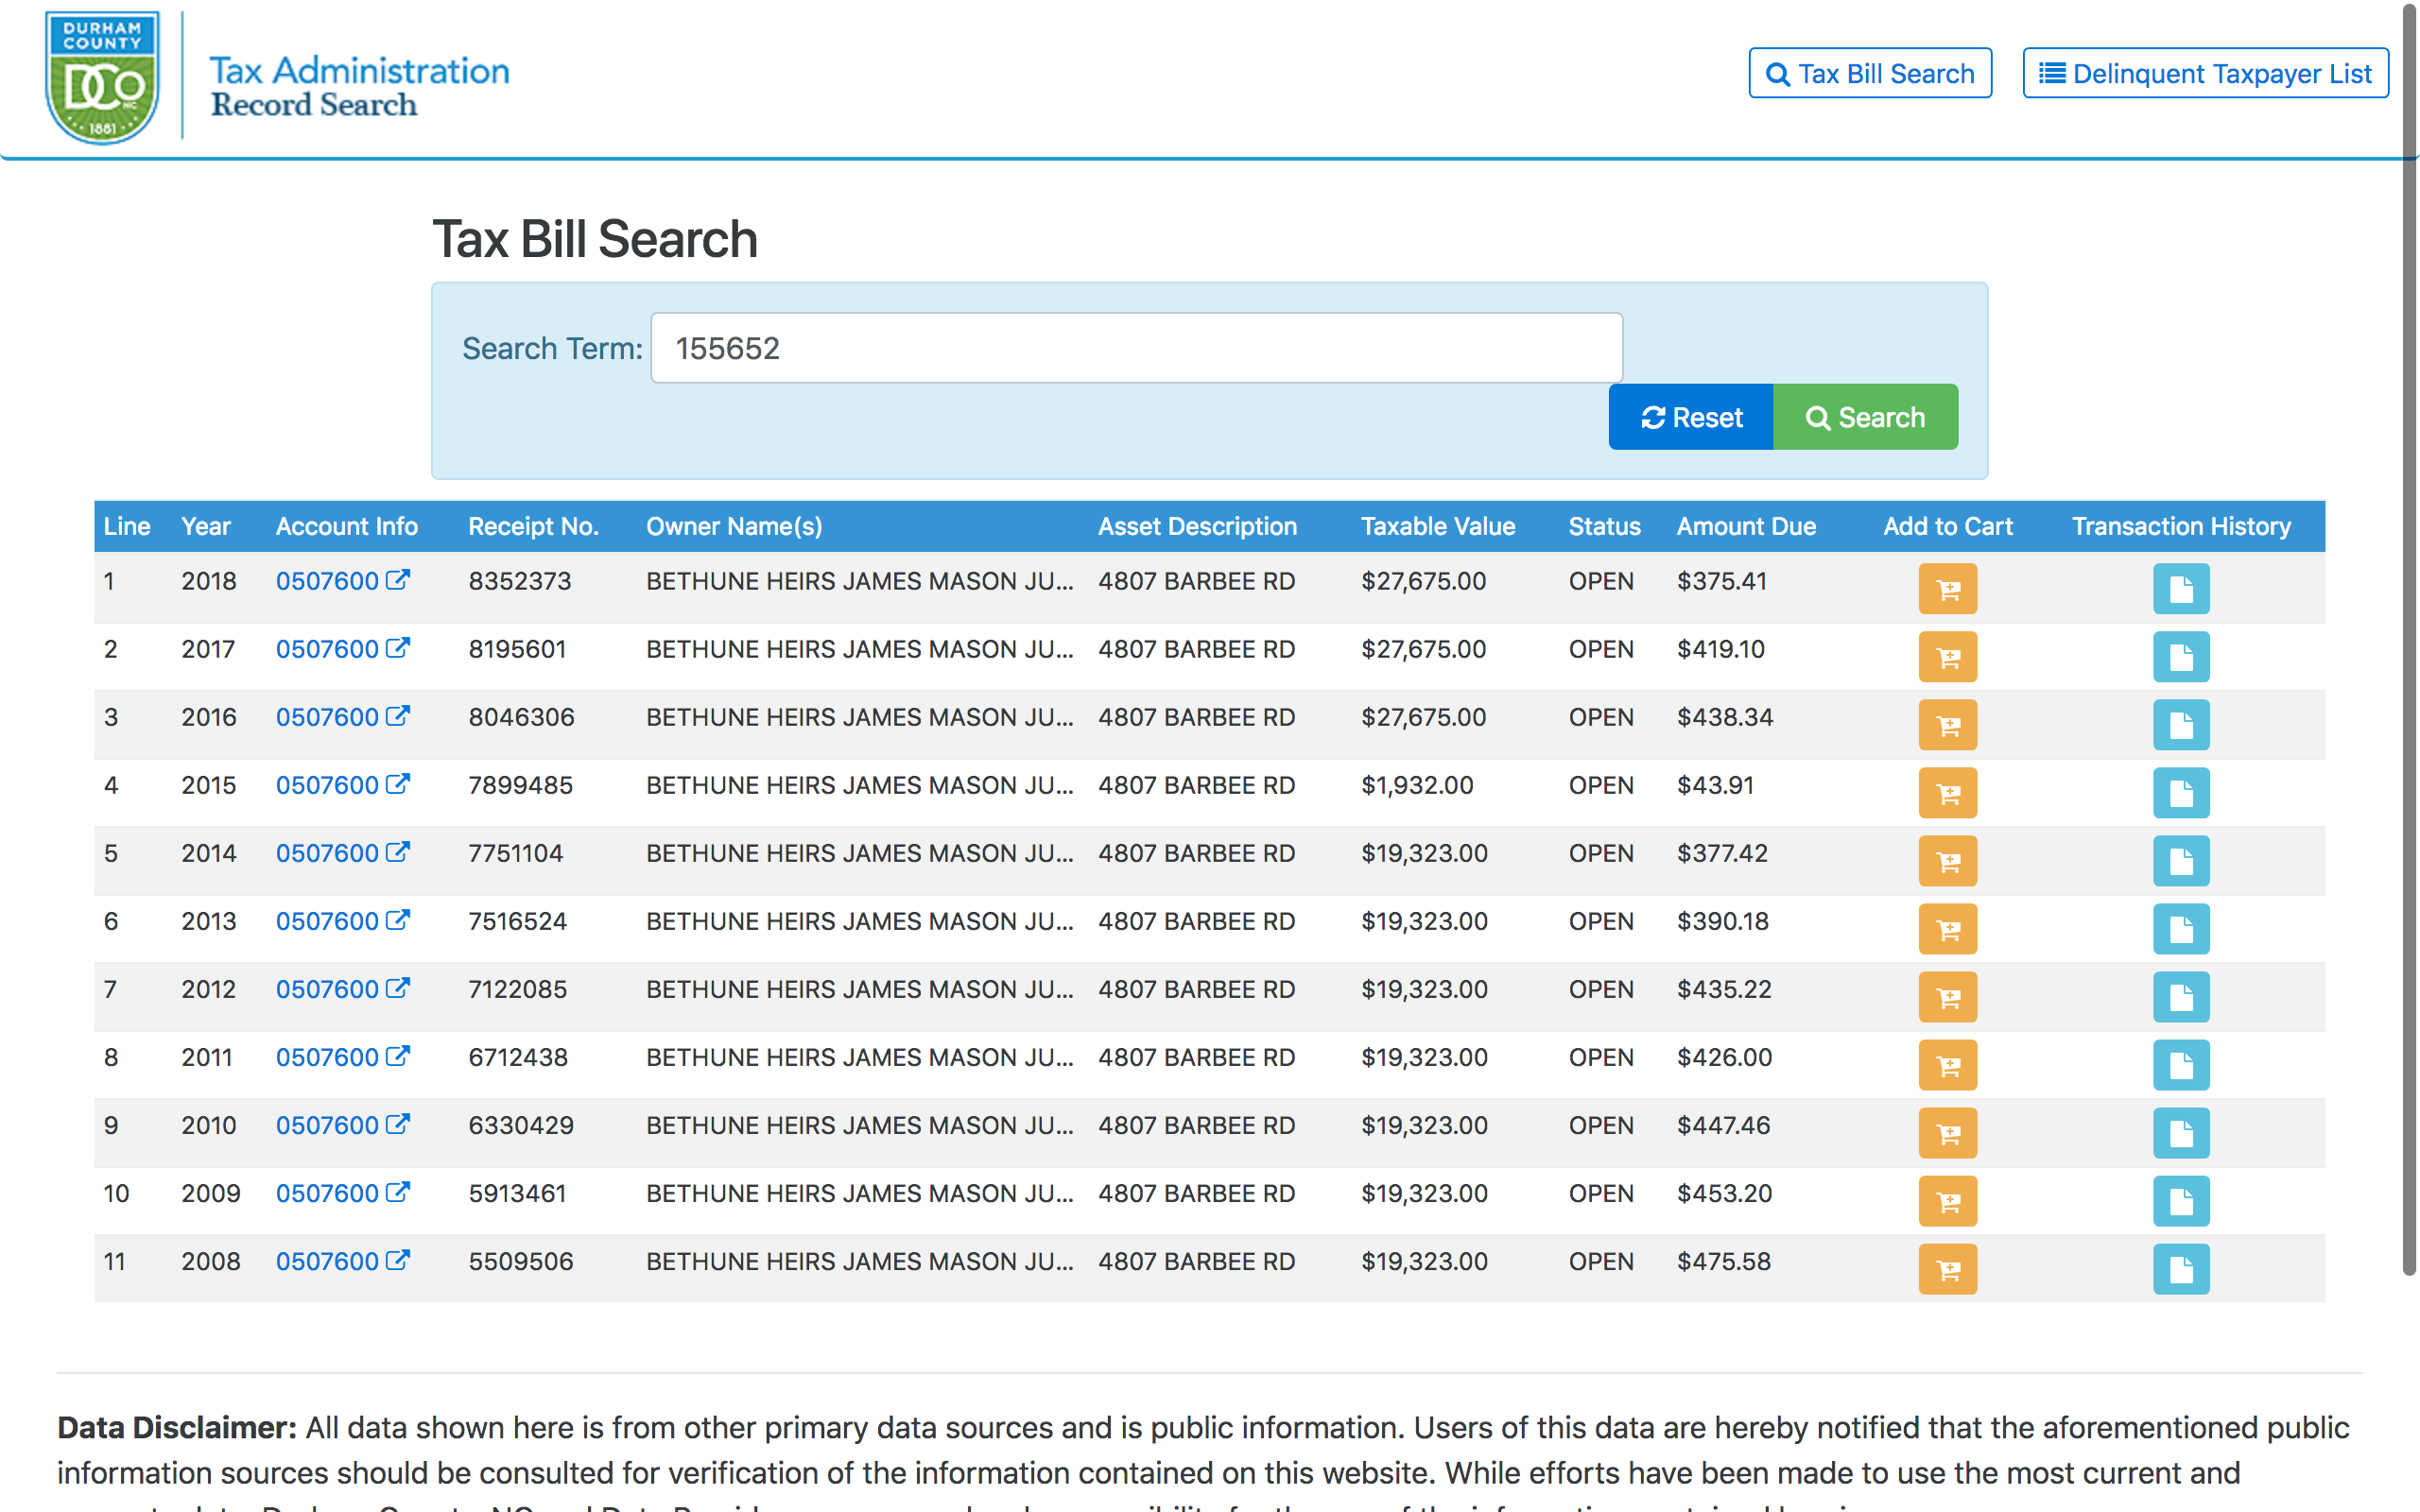 DURHAM
COUNTY
DCO
NC
1881
Tax Administration
Record Search
Tax Bill Search
Delinquent Taxpayer List
Tax Bill Search
Search Term: 155652
Reset Search
Line Year Account Info Receipt No. Owner Name(s) Asset Description Taxable Value Status Amount Due Add to Cart Transaction History
1 2018 0507600 8352373 BETHUNE HEIRS JAMES MASON JU... 4807 BARBEE RD $27,675.00 OPEN $375.41
2 2017 0507600 8195601 BETHUNE HEIRS JAMES MASON JU... 4807 BARBEE RD $27,675.00 OPEN $419.10
3 2016 0507600 8046306 BETHUNE HEIRS JAMES MASON JU... 4807 BARBEE RD $27,675.00 OPEN $438.34
4 2015 0507600 7899485 BETHUNE HEIRS JAMES MASON JU... 4807 BARBEE RD $1,932.00 OPEN $43.91
5 2014 0507600 7751104 BETHUNE HEIRS JAMES MASON JU... 4807 BARBEE RD $19,323.00 OPEN $377.42
6 2013 0507600 7516524 BETHUNE HEIRS JAMES MASON JU... 4807 BARBEE RD $19,323.00 OPEN $390.18
7 2012 0507600 7122085 BETHUNE HEIRS JAMES MASON JU... 4807 BARBEE RD $19,323.00 OPEN $435.22
8 2011 0507600 6712438 BETHUNE HEIRS JAMES MASON JU... 4807 BARBEE RD $19,323.00 OPEN $426.00
9 2010 0507600 6330429 BETHUNE HEIRS JAMES MASON JU... 4807 BARBEE RD $19,323.00 OPEN $447.46
10 2009 0507600 5913461 BETHUNE HEIRS JAMES MASON JU... 4807 BARBEE RD $19,323.00 OPEN $453.20
11 2008 0507600 5509506 BETHUNE HEIRS JAMES MASON JU... 4807 BARBEE RD $19,323.00 OPEN $475.58
Data Disclaimer: All data shown here is from other primary data sources and is public information. Users of this data are hereby notified that the aforementioned public
information sources should be consulted for verification of the information contained on this website. While efforts have been made to use the most current and